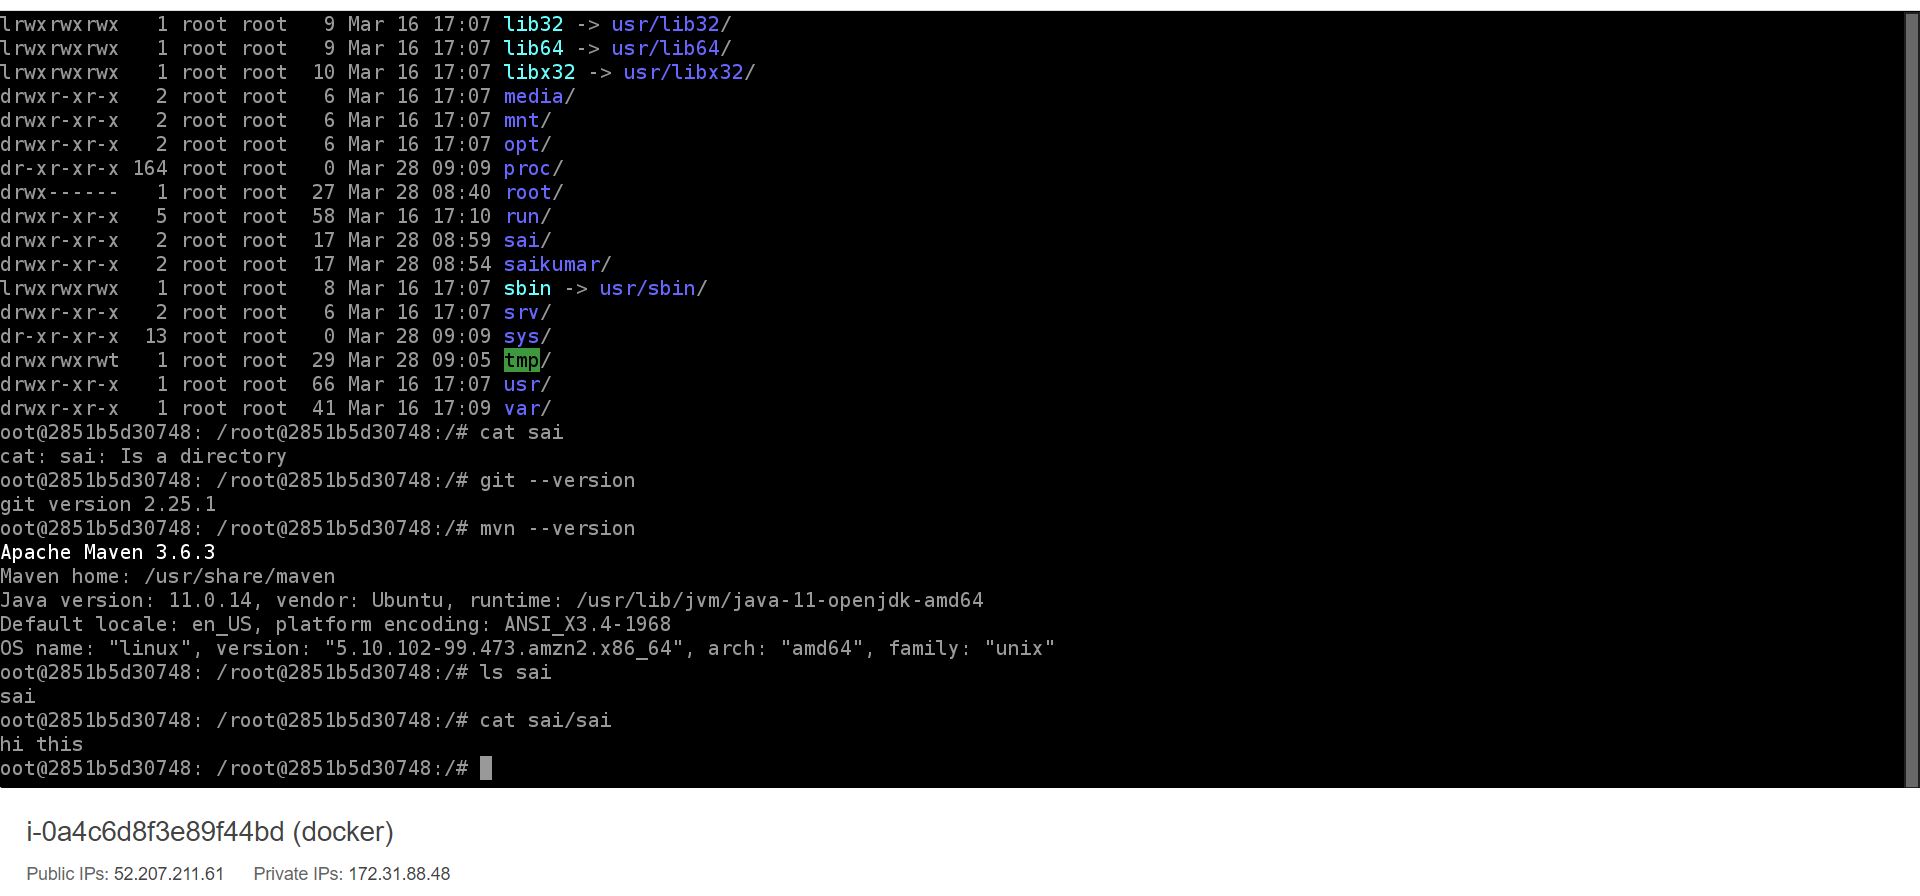 lrwxrwxrwx   1 root root   9 Mar 16 17:07 lib32 -> usr/lib32/
lrwxrwxrwx   1 root root   9 Mar 16 17:07 lib64 -> usr/lib64/
lrwxrwxrwx   1 root root  10 Mar 16 17:07 libx32 -> usr/libx32/
drwxr-xr-x   2 root root   6 Mar 16 17:07 media/
drwxr-xr-x   2 root root   6 Mar 16 17:07 mnt/
drwxr-xr-x   2 root root   6 Mar 16 17:07 opt/
dr-xr-xr-x 164 root root   0 Mar 28 09:09 proc/
drwx------   1 root root  27 Mar 28 08:40 root/
drwxr-xr-x   5 root root  58 Mar 16 17:10 run/
drwxr-xr-x   2 root root  17 Mar 28 08:59 sai/
drwxr-xr-x   2 root root  17 Mar 28 08:54 saikumar/
lrwxrwxrwx   1 root root   8 Mar 16 17:07 sbin -> usr/sbin/
drwxr-xr-x   2 root root   6 Mar 16 17:07 srv/
dr-xr-xr-x  13 root root   0 Mar 28 09:09 sys/
drwxrwxrwt   1 root root  29 Mar 28 09:05 tmp/
drwxr-xr-x   1 root root  66 Mar 16 17:07 usr/
drwxr-xr-x   1 root root  41 Mar 16 17:09 var/
oot@2851b5d30748: /root@2851b5d30748:/# cat sai
cat: sai: Is a directory
oot@2851b5d30748: /root@2851b5d30748:/# git --version
git version 2.25.1
oot@2851b5d30748: /root@2851b5d30748:/# mvn --version
Apache Maven 3.6.3
Maven home: /usr/share/maven
Java version: 11.0.14, vendor: Ubuntu, runtime: /usr/lib/jvm/java-11-openjdk-amd64
Default locale: en_US, platform encoding: ANSI_X3.4-1968
OS name: "linux", version: "5.10.102-99.473.amzn2.x86_64", arch: "amd64", family: "unix"
oot@2851b5d30748: /root@2851b5d30748:/# ls sai
sai
oot@2851b5d30748: /root@2851b5d30748:/# cat sai/sai
hi this
oot@2851b5d30748: /root@2851b5d30748:/#
i-0a4c6d8f3e89f44bd (docker)
Public IPs: 52.207.211.61 Private IPs: 172.31.88.48